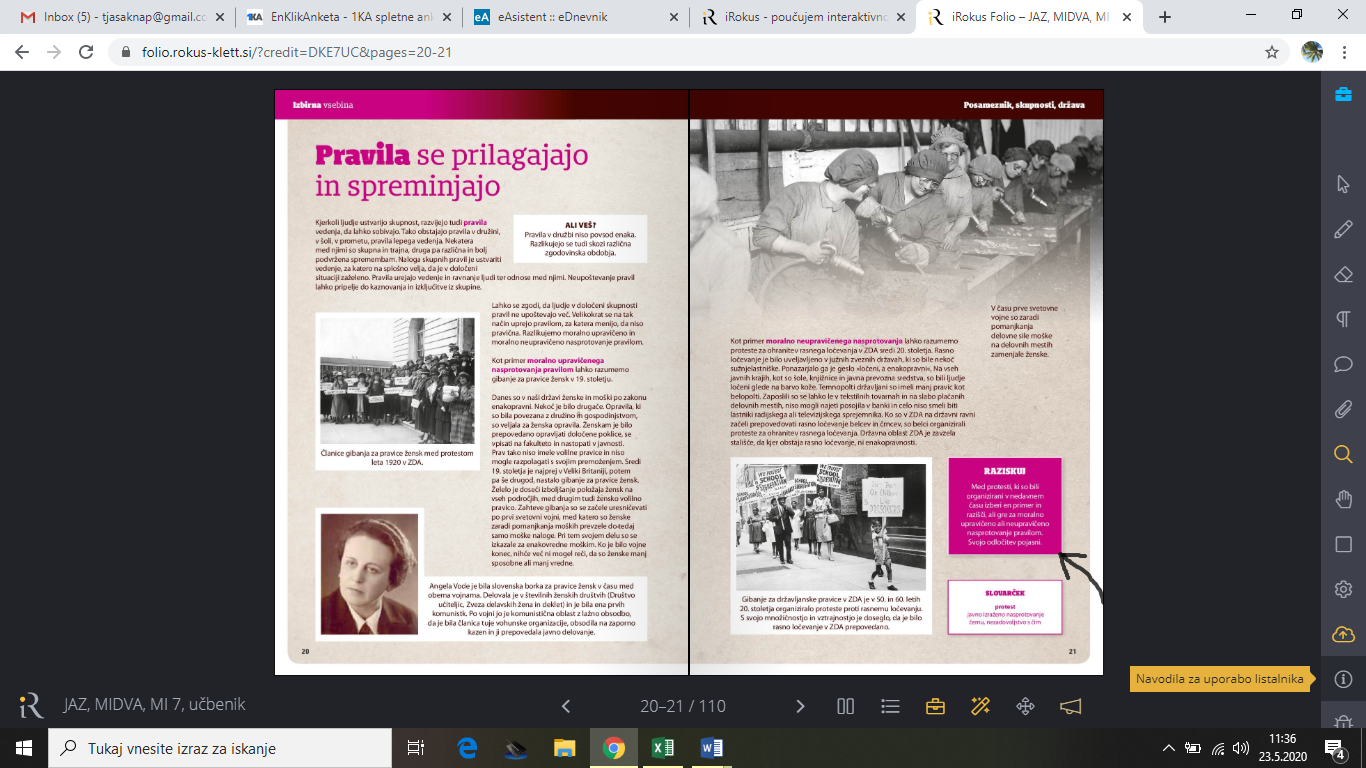 Inbox (5) - tjasaknap@gmail.co
EnKlikAnketa - 1KA spletne ank
eAsistent :: eDnevnik
iRokus - poučujem interaktivno
iRokus Folio – JAZ, MIDVA, MI
folio.rokus-klett.si/?credit=DKE7UC&pages=20-21
Izbirna vsebina
Pravila se prilagajajo
in spreminjajo
Kjerkoli ljudje ustvarijo skupnost, razvijejo tudi pravila
vedenja, da lahko sobivajo. Tako obstajajo pravila v družini,
v šoli, v prometu, pravila lepega vedenja. Nekatera
med njimi so skupna in trajna, druga pa različna in bolj
podvržena spremembam. Naloga skupnih pravil je ustvariti
vedenje, za katero na splošno velja, da je v določeni
situaciji zaželeno. Pravila urejajo vedenje in ravnanje ljudi ter odnose med njimi. Neupoštevanje pravil
lahko pripelje do kaznovanja in izključitve iz skupine.
ALI VEŠ?
Pravila v družbi niso povsod enaka.
Razlikujejo se tudi skozi različna
zgodovinska obdobja.
Lahko se zgodi, da ljudje v določeni skupnosti
pravil ne upoštevajo več. Velikokrat se na tak
način uprejo pravilom, za katera menijo, da niso
pravična. Razlikujemo moralno upravičeno in
moralno neupravičeno nasprotovanje pravilom.
Kot primer moralno upravičenega
nasprotovanja pravilom lahko razumemo
gibanje za pravice žensk v 19. stoletju.
Danes so v naši državi ženske in moški po zakonu
enakopravni. Nekoč je bilo drugače. Opravila, ki
so bila povezana z družino in gospodinjstvom,
so veljala za ženska opravila. Ženskam je bilo
prepovedano opravljati določene poklice, se
vpisati na fakulteto in nastopati v javnosti.
Prav tako niso imele volilne pravice in niso
mogle razpolagati s svojim premoženjem. Sredi
19. stoletja je najprej v Veliki Britaniji, potem
pa še drugod, nastalo gibanje za pravice žensk.
Želelo je doseči izboljšanje položaja žensk na
vseh področjih, med drugim tudi žensko volilno
pravico. Zahteve gibanja so se začele uresničevati
po prvi svetovni vojni, med katero so ženske
zaradi pomanjkanja moških prevzele do tedaj
samo moške naloge. Pri tem svojem delu so se
izkazale za enakovredne moškim. Ko je bilo vojne
konec, nihče več ni mogel reči, da so ženske manj
sposobne ali manj vredne.
Članice gibanja za pravice žensk med protestom
leta 1920 v ZDA.
Angela Vode je bila slovenska borka za pravice žensk v času med
obema vojnama. Delovala je v številnih ženskih društvih (Društvo
učiteljic, Zveza delavskih žena in deklet) in je bila ena prvih
komunistk. Po vojni jo je komunistična oblast z lažno obsodbo,
da je bila članica tuje vohunske organizacije, obsodila na zaporno
kazen in ji prepovedala javno delovanje.
20
Posameznik, skupnosti, država
V času prve svetovne
vojne so zaradi
pomanjkanja
delovne sile moške
na delovnih mestih
zamenjale ženske.
Kot primer moralno neupravičenega nasprotovanja lahko razumemo
proteste za ohranitev rasnega ločevanja v ZDA sredi 20. stoletja. Rasno
ločevanje je bilo uveljavljeno v južnih zveznih državah, ki so bile nekoč
sužnjelastniške. Ponazarjalo ga je geslo »ločeni, a enakopravni«. Na vseh
javnih krajih, kot so šole, knjižnice in javna prevozna sredstva, so bili ljudje
ločeni glede na barvo kože. Temnopolti državljani so imeli manj pravic kot
belopolti. Zaposlili so se lahko le v tekstilnih tovarnah in na slabo plačanih
delovnih mestih, niso mogli najeti posojila v banki in celo niso smeli biti
lastniki radijskega ali televizijskega sprejemnika. Ko so v ZDA na državni ravni
začeli prepovedovati rasno ločevanje belcev in črncev, so belci organizirali
proteste za ohranitev rasnega ločevanja. Državna oblast ZDA je zavzela
stališče, da kjer obstaja rasno ločevanje, ni enakopravnosti.
Gibanje za državljanske pravice v ZDA je v 50. in 60. letih
20. stoletja organiziralo proteste proti rasnemu ločevanju.
S svojo množičnostjo in vztrajnostjo je doseglo, da je bilo
rasno ločevanje v ZDA prepovedano.
RAZISKUJ
Med protesti, ki so bili
organizirani v nedavnem
času izberi en primer in
razišči, ali gre za moralno
upravičeno ali neupravičeno
nasprotovanje pravilom.
Svojo odločitev pojasni.
SLOVARČEK
protest
javno izraženo nasprotovanje
čemu, nezadovoljstvo s čim
21
Navodila za uporabo listalnika
iR
JAZ, MIDVA, MI 7, učbenik
20–21 / 110
Tukaj vnesite izraz za iskanje
11:36
23.5.2020
4